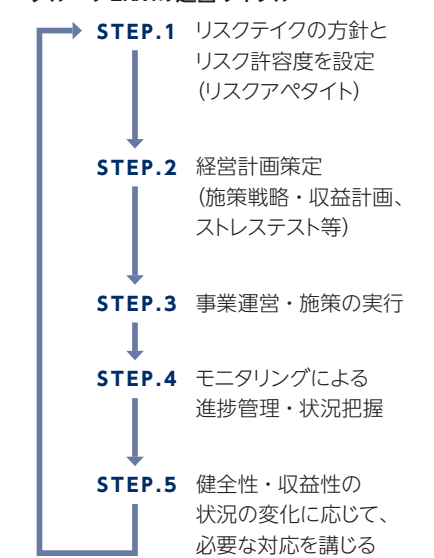 STEP.1 リスクテイクの方針と
リスク許容度を設定
(リスクアペタイト)
STEP.2 経営計画策定
(施策戦略・収益計画、
ストレステスト等)
STEP.3 事業運営・施策の実行
STEP.4 モニタリングによる
進捗管理・状況把握
STEP.5 健全性・収益性の
状況の変化に応じて、
必要な対応を講じる